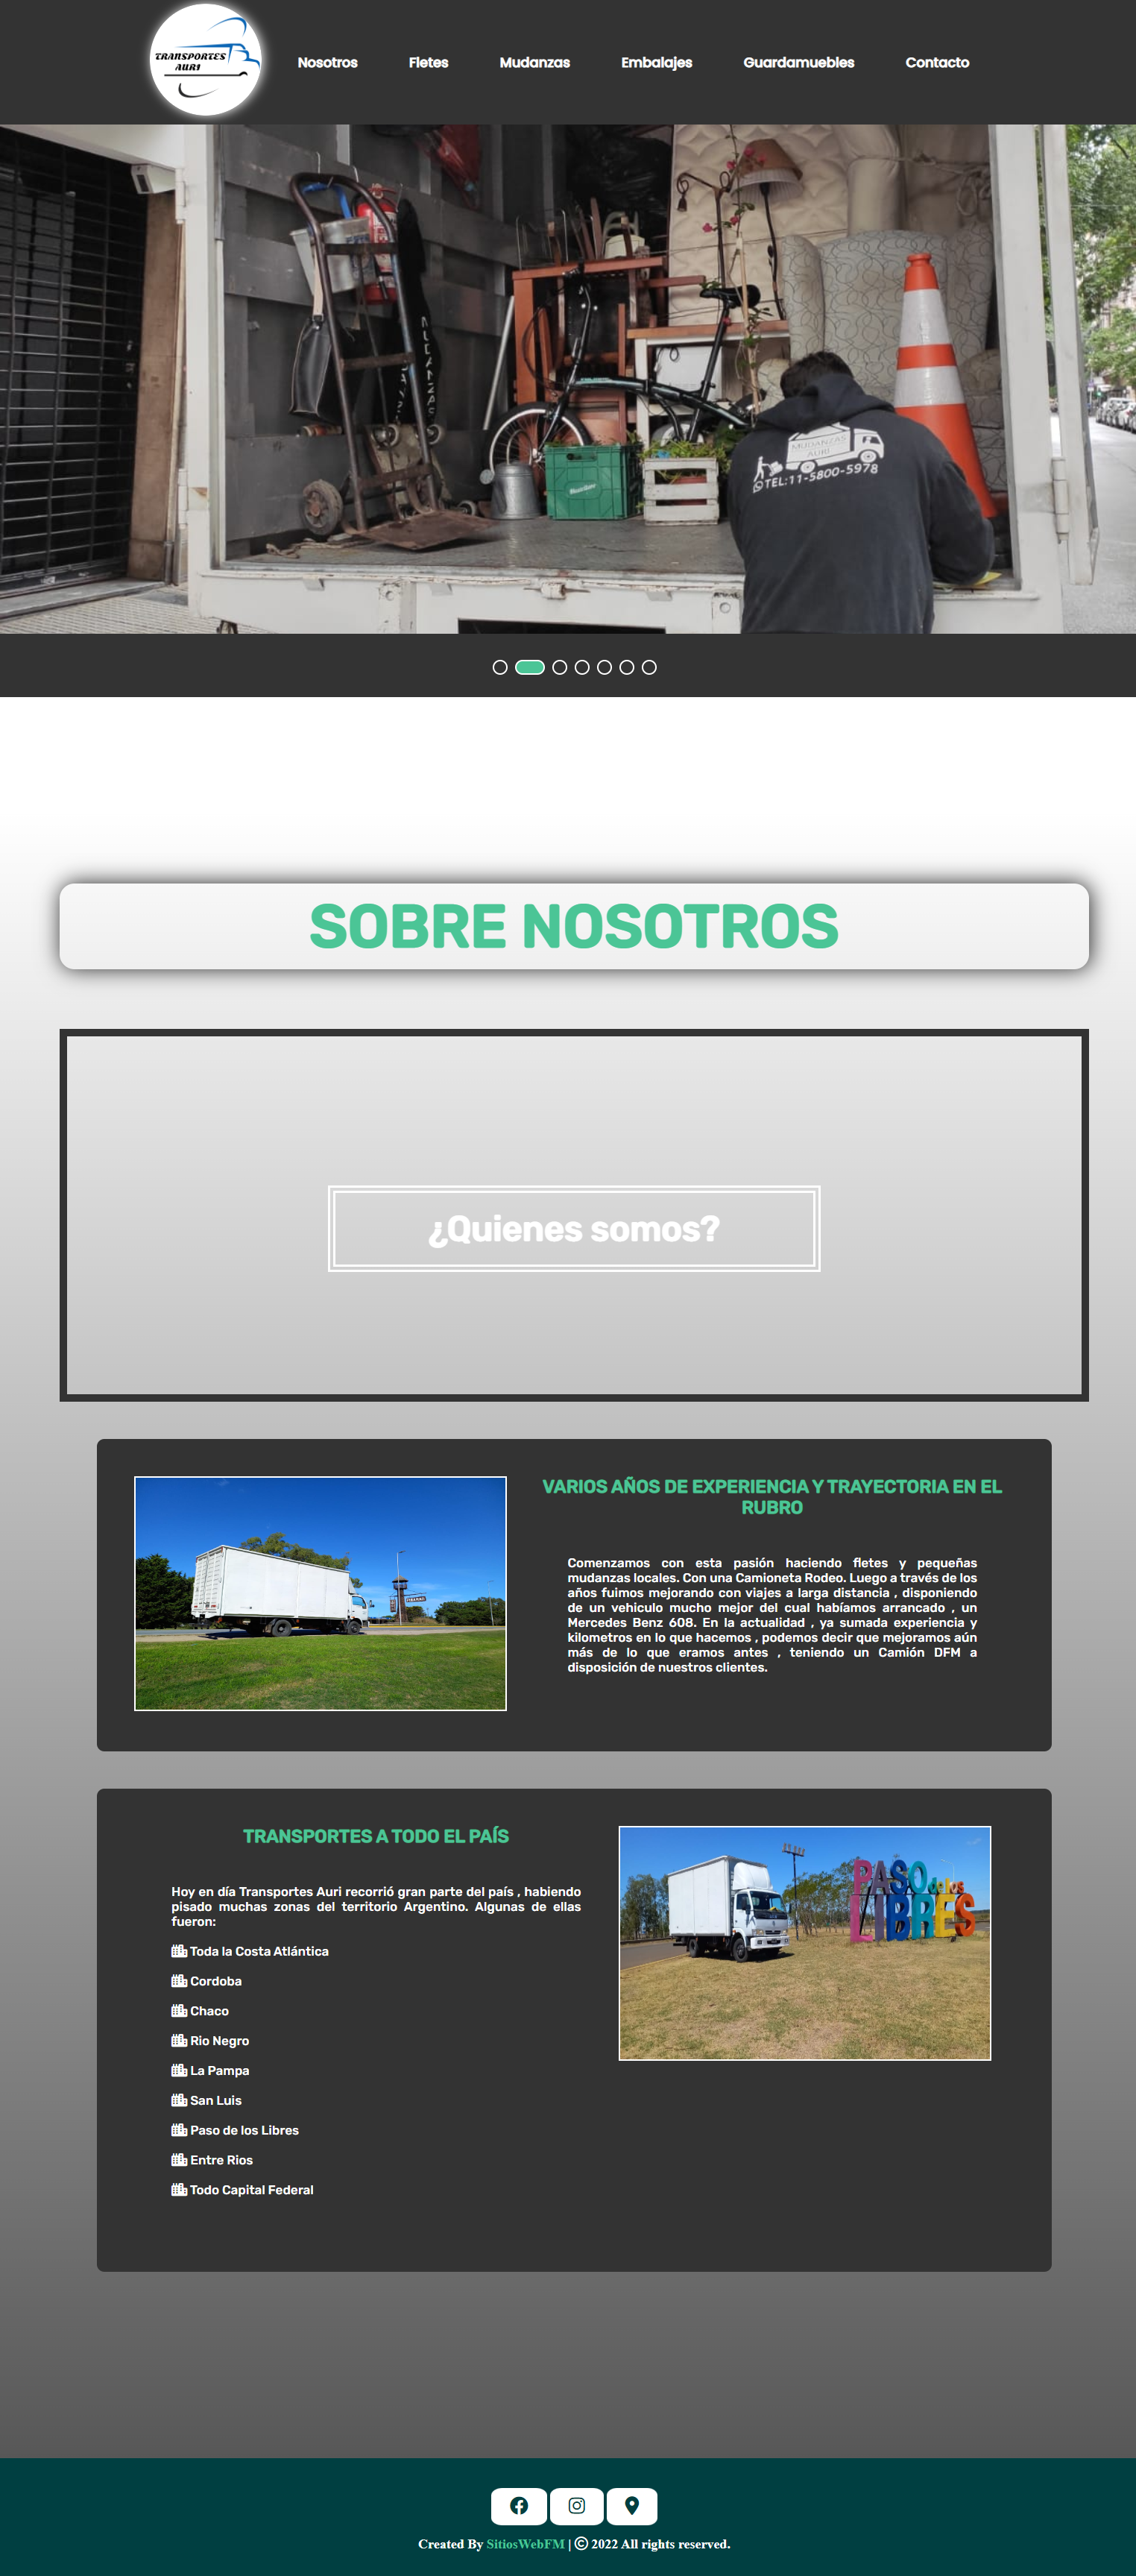 TRANSPORTES
AURI
Nosotros
Fletes
Mudanzas
Embalajes
Guardamuebles
Contacto
MUDANZAS
MUDANZAS
AURI
TEL:11-5800-5978
SOBRE NOSOTROS
¿Quienes somos?
VARIOS AÑOS DE EXPERIENCIA Y TRAYECTORIA EN EL
RUBRO
Comenzamos con esta pasión haciendo fletes y pequeñas
mudanzas locales. Con una Camioneta Rodeo. Luego a través de los
años fuimos mejorando con viajes a larga distancia , disponiendo
de un vehiculo mucho mejor del cual habíamos arrancado , un
Mercedes Benz 608. En la actualidad , ya sumada experiencia y
kilometros en lo que hacemos , podemos decir que mejoramos aún
más de lo que eramos antes , teniendo un Camión DFM a
disposición de nuestros clientes.
TRANSPORTES A TODO EL PAÍS
Hoy en día Transportes Auri recorrió gran parte del país , habiendo
pisado muchas zonas del territorio Argentino. Algunas de ellas
fueron:
Toda la Costa Atlántica
Cordoba
Chaco
Rio Negro
La Pampa
San Luis
Paso de los Libres
Entre Rios
Todo Capital Federal
PASO de los
LIBRES
Created By SitiosWebFM | © 2022 All rights reserved.